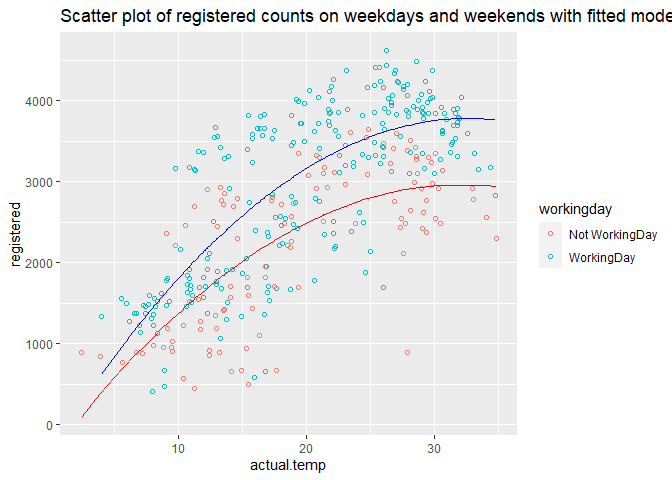 Scatter plot of registered counts on weekdays and weekends with fitted mode
4000
3000
2000
1000
0
registered
10 20 30
actual.temp
workingday
Not WorkingDay
WorkingDay